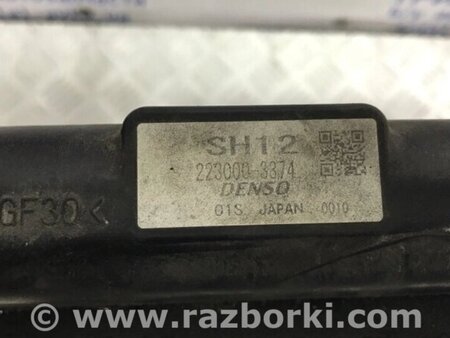 SH12
223000 3374
DENSO
01S JAPAN 0010
GF30<
www.razborki.com